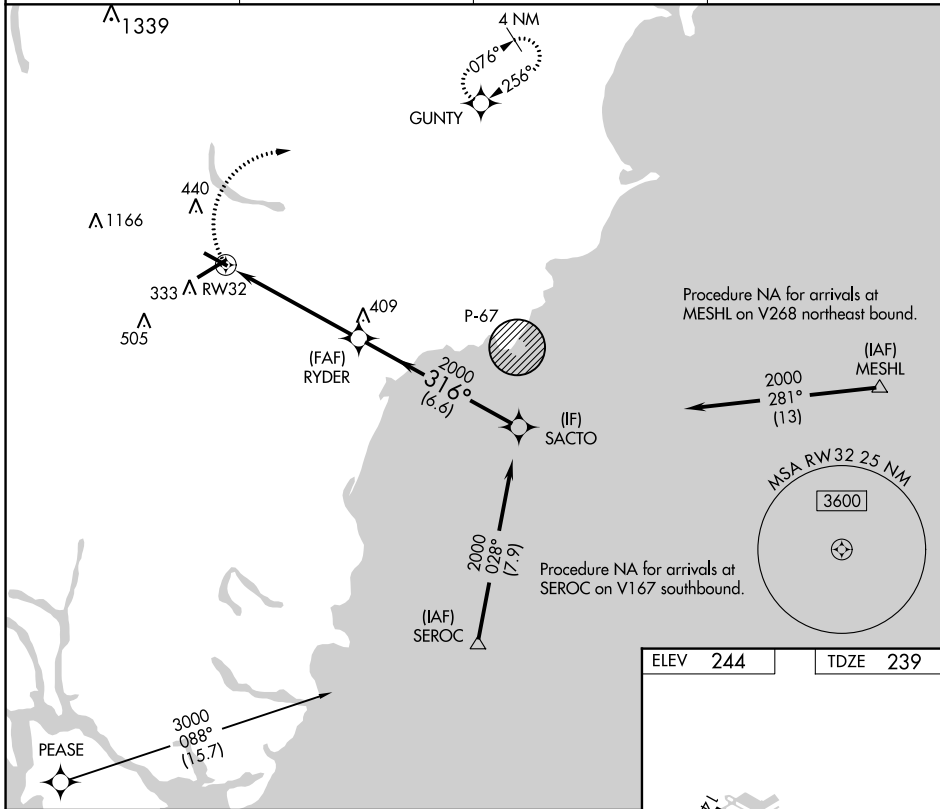 1339
4 NM
076°
256°
GUNTY
440
1166
333
RW32
505
409
(FAF)
RYDER
P-67
2000
316°
(6.6)
(IF)
SACTO
Procedure NA for arrivals at
MESHL on V268 northeast bound.
(IAF)
MESHL
2000
281°
(13)
MSA RW32 25 NM
3600
2000
028°
(7.9)
Procedure NA for arrivals at
SEROC on V167 southbound.
(IAF)
SEROC
3000
088°
(15.7)
PEASE
ELEV 244
TDZE 239